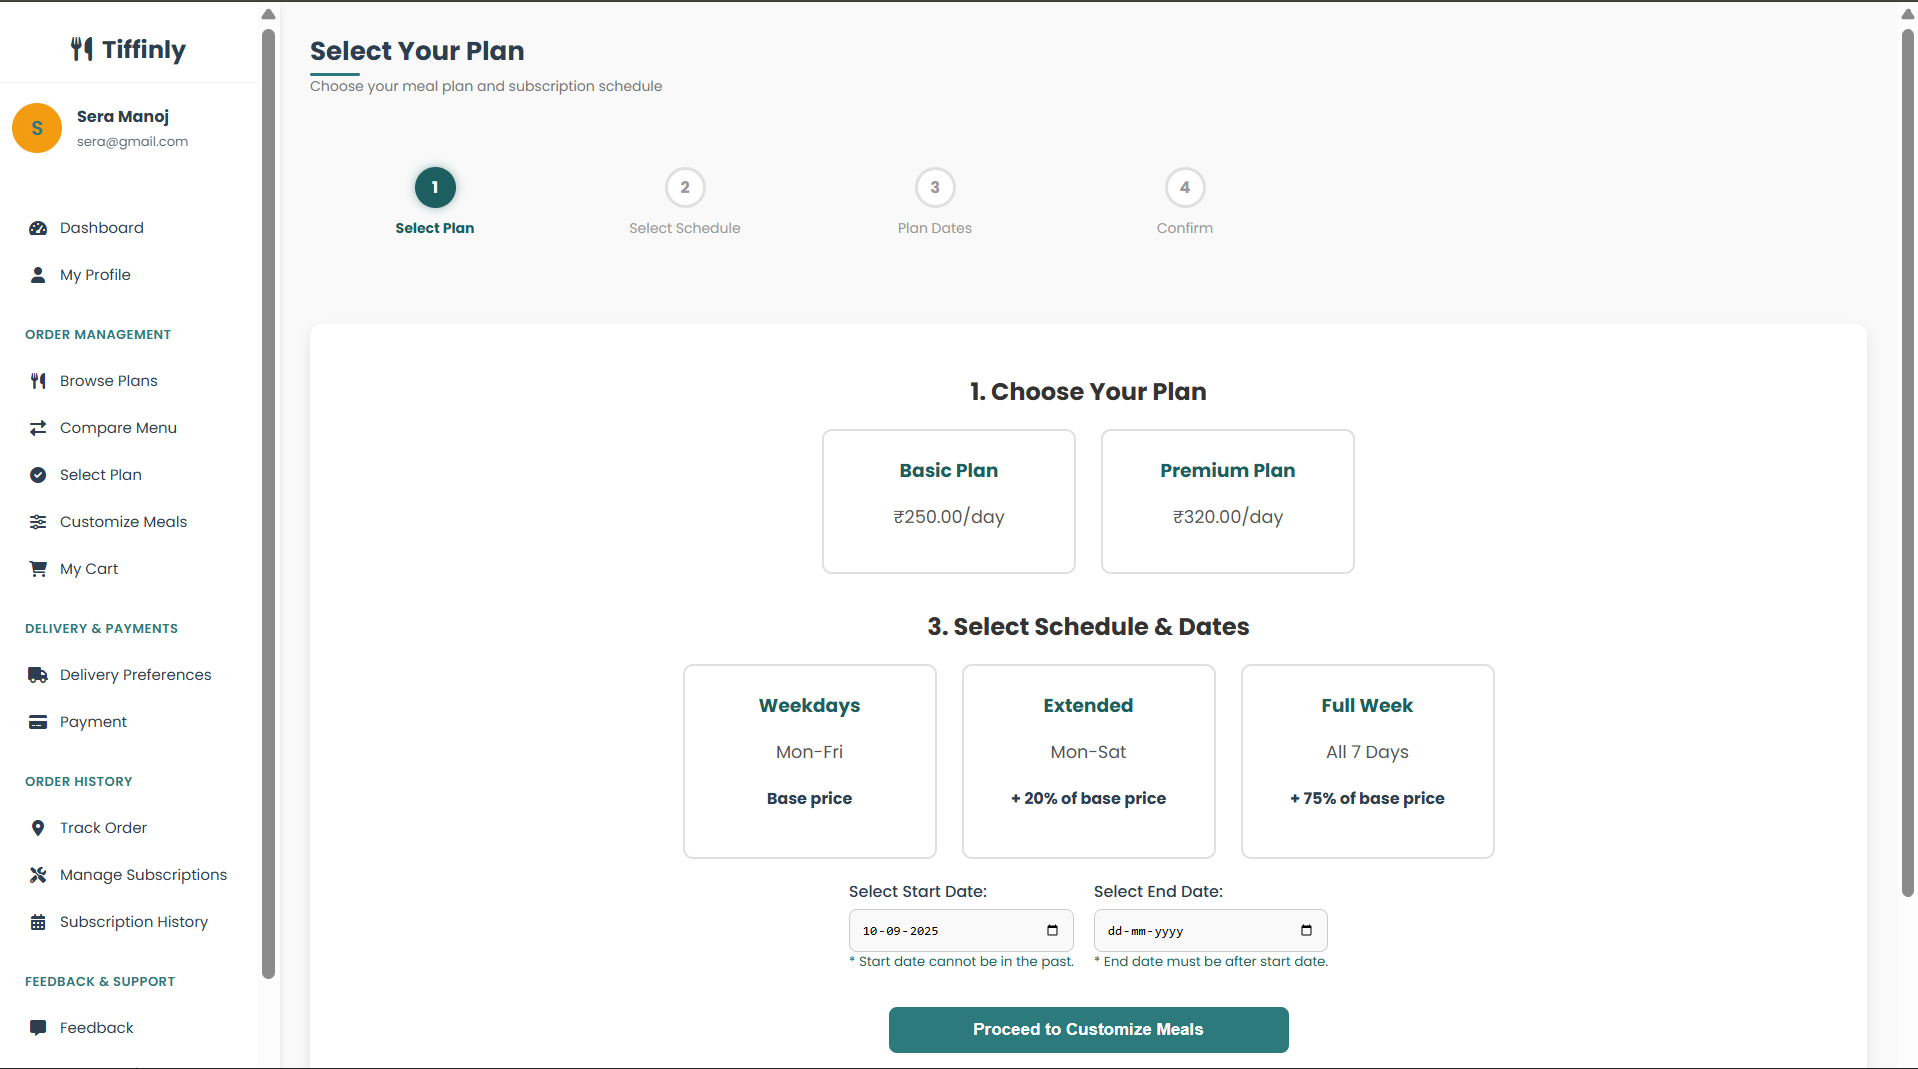 Tiffinly
S
Sera Manoj
sera@gmail.com
Dashboard
My Profile
ORDER MANAGEMENT
Browse Plans
Compare Menu
Select Plan
Customize Meals
My Cart
DELIVERY & PAYMENTS
Delivery Preferences
Payment
ORDER HISTORY
Track Order
Manage Subscriptions
Subscription History
FEEDBACK & SUPPORT
Feedback
Select Your Plan
Choose your meal plan and subscription schedule
1 2 3 4
Select Plan Select Schedule Plan Dates Confirm
1. Choose Your Plan
Basic Plan Premium Plan
₹250.00/day ₹320.00/day
3. Select Schedule & Dates
Weekdays Extended Full Week
Mon-Fri Mon-Sat All 7 Days
Base price + 20% of base price + 75% of base price
Select Start Date: Select End Date:
10-09-2025 dd-mm-yyyy
* Start date cannot be in the past. * End date must be after start date.
Proceed to Customize Meals